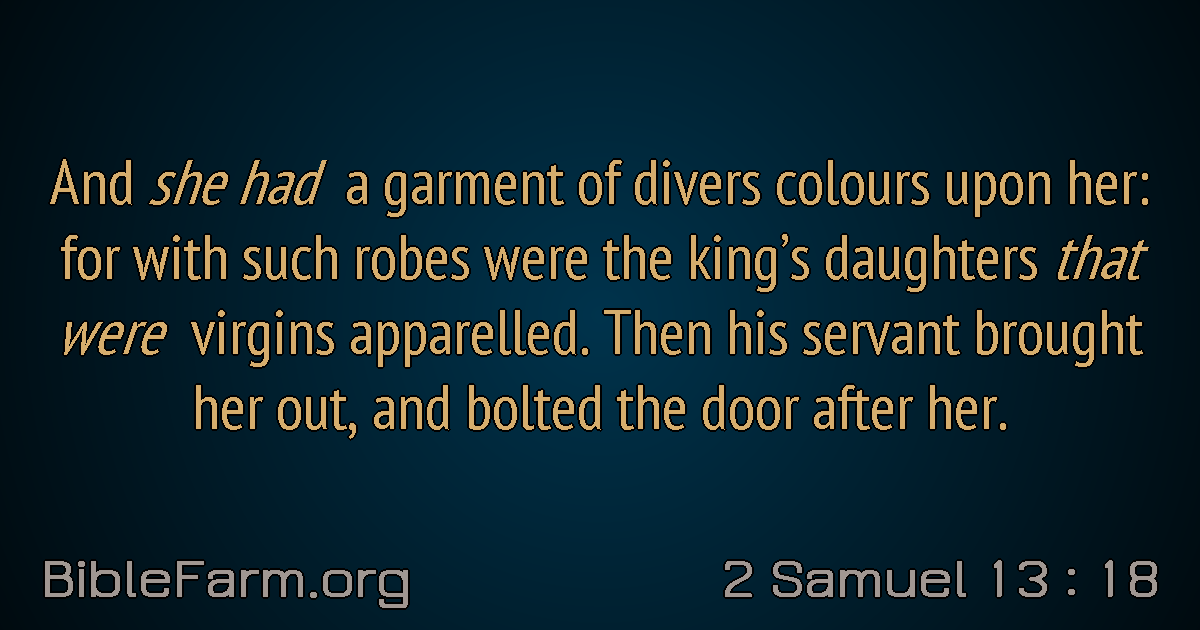 And she had a garment of divers colours upon her:
for with such robes were the king’s daughters that
were virgins apparelled. Then his servant brought
her out, and bolted the door after her.
BibleFarm.org
2 Samuel 13 : 18